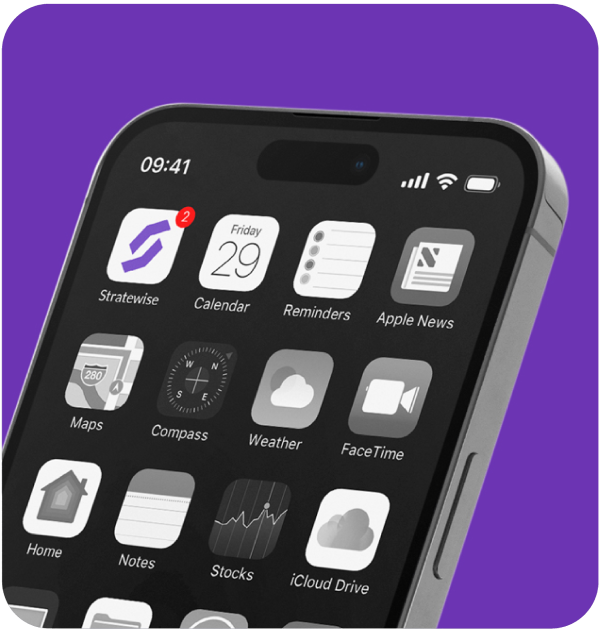 09:41
2
Friday
29
Stratewise
Calendar
Reminders
Apple News
280
W N
S E
Maps
Compass
Weather
FaceTime
Home
Notes
Stocks
iCloud Drive